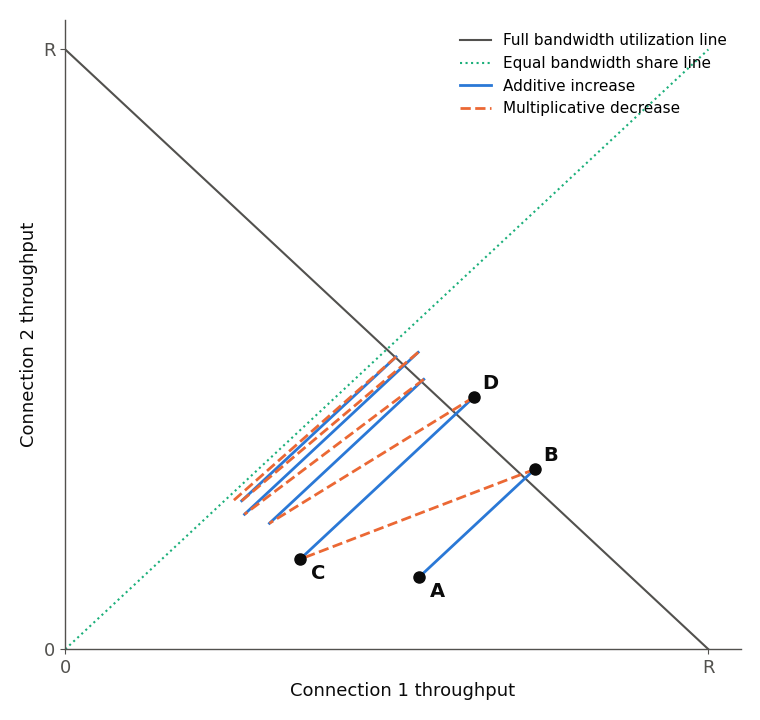 R
Full bandwidth utilization line
Equal bandwidth share line
Additive increase
Multiplicative decrease
Connection 2 throughput
D
B
C
A
0
0
R
Connection 1 throughput